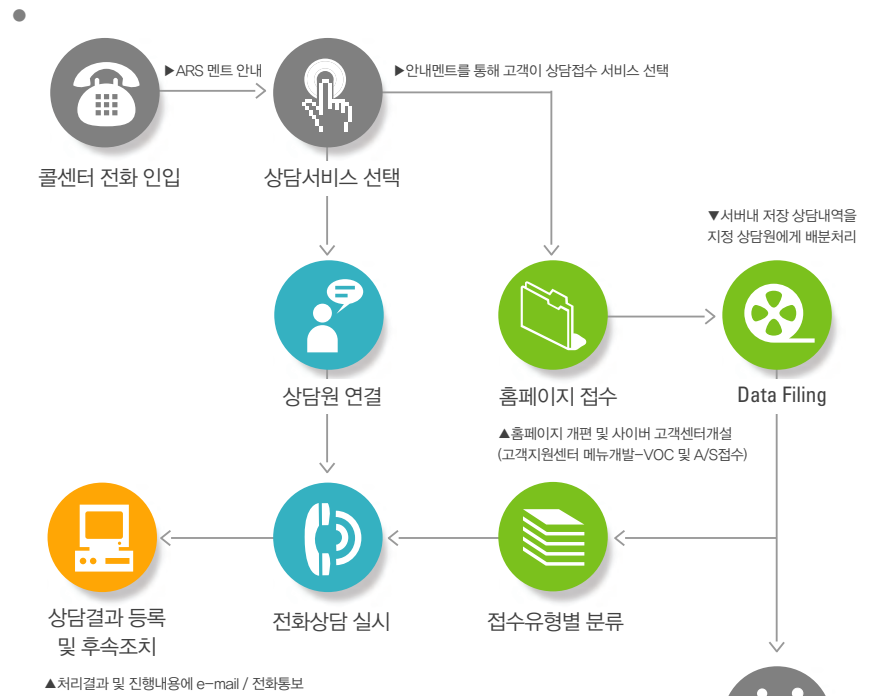 ▶ARS 멘트 안내
▶안내멘트를 통해 고객이 상담접수 서비스 선택
콜센터 전화 인입
상담서비스 선택
▼서버내 저장 상담내역을
지정 상담원에게 배분처리
상담원 연결
홈페이지 접수
Data Filing
▲홈페이지 개편 및 사이버 고객센터개설
(고객지원센터 메뉴개발-VOC 및 A/S접수)
상담결과 등록
및 후속조치
전화상담 실시
접수유형별 분류
▲처리결과 및 진행내용에 e-mail / 전화통보